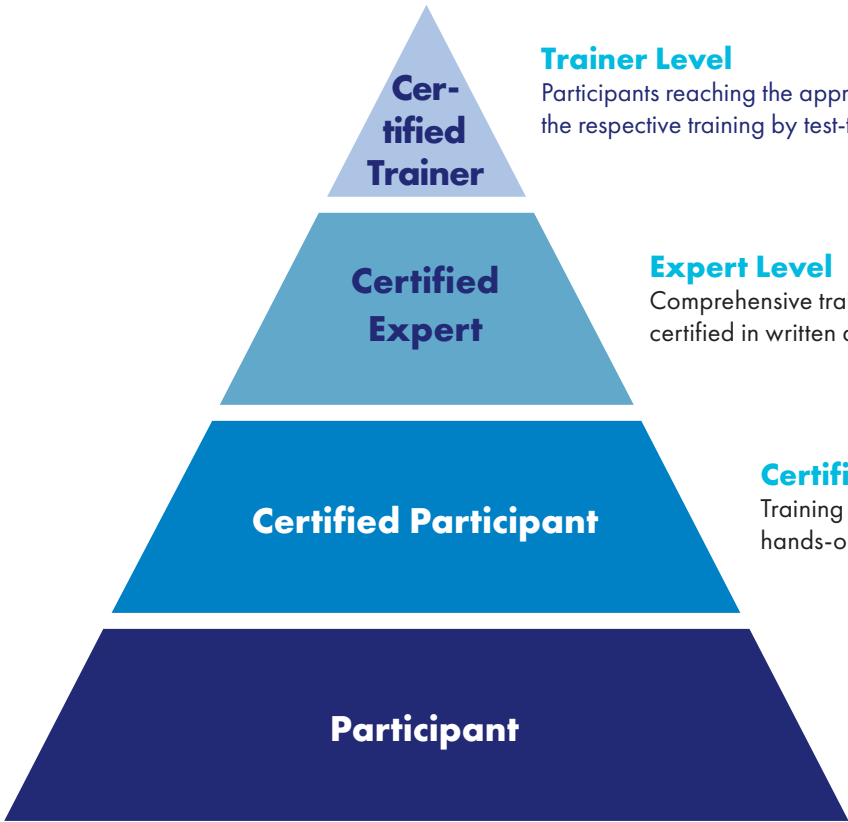 Cer-
tified
Trainer
Trainer Level
Participants reaching the
the respective training by
Certified
Expert
Expert Level
Comprehensive
certified in written
Certified Participant
Training
Participant